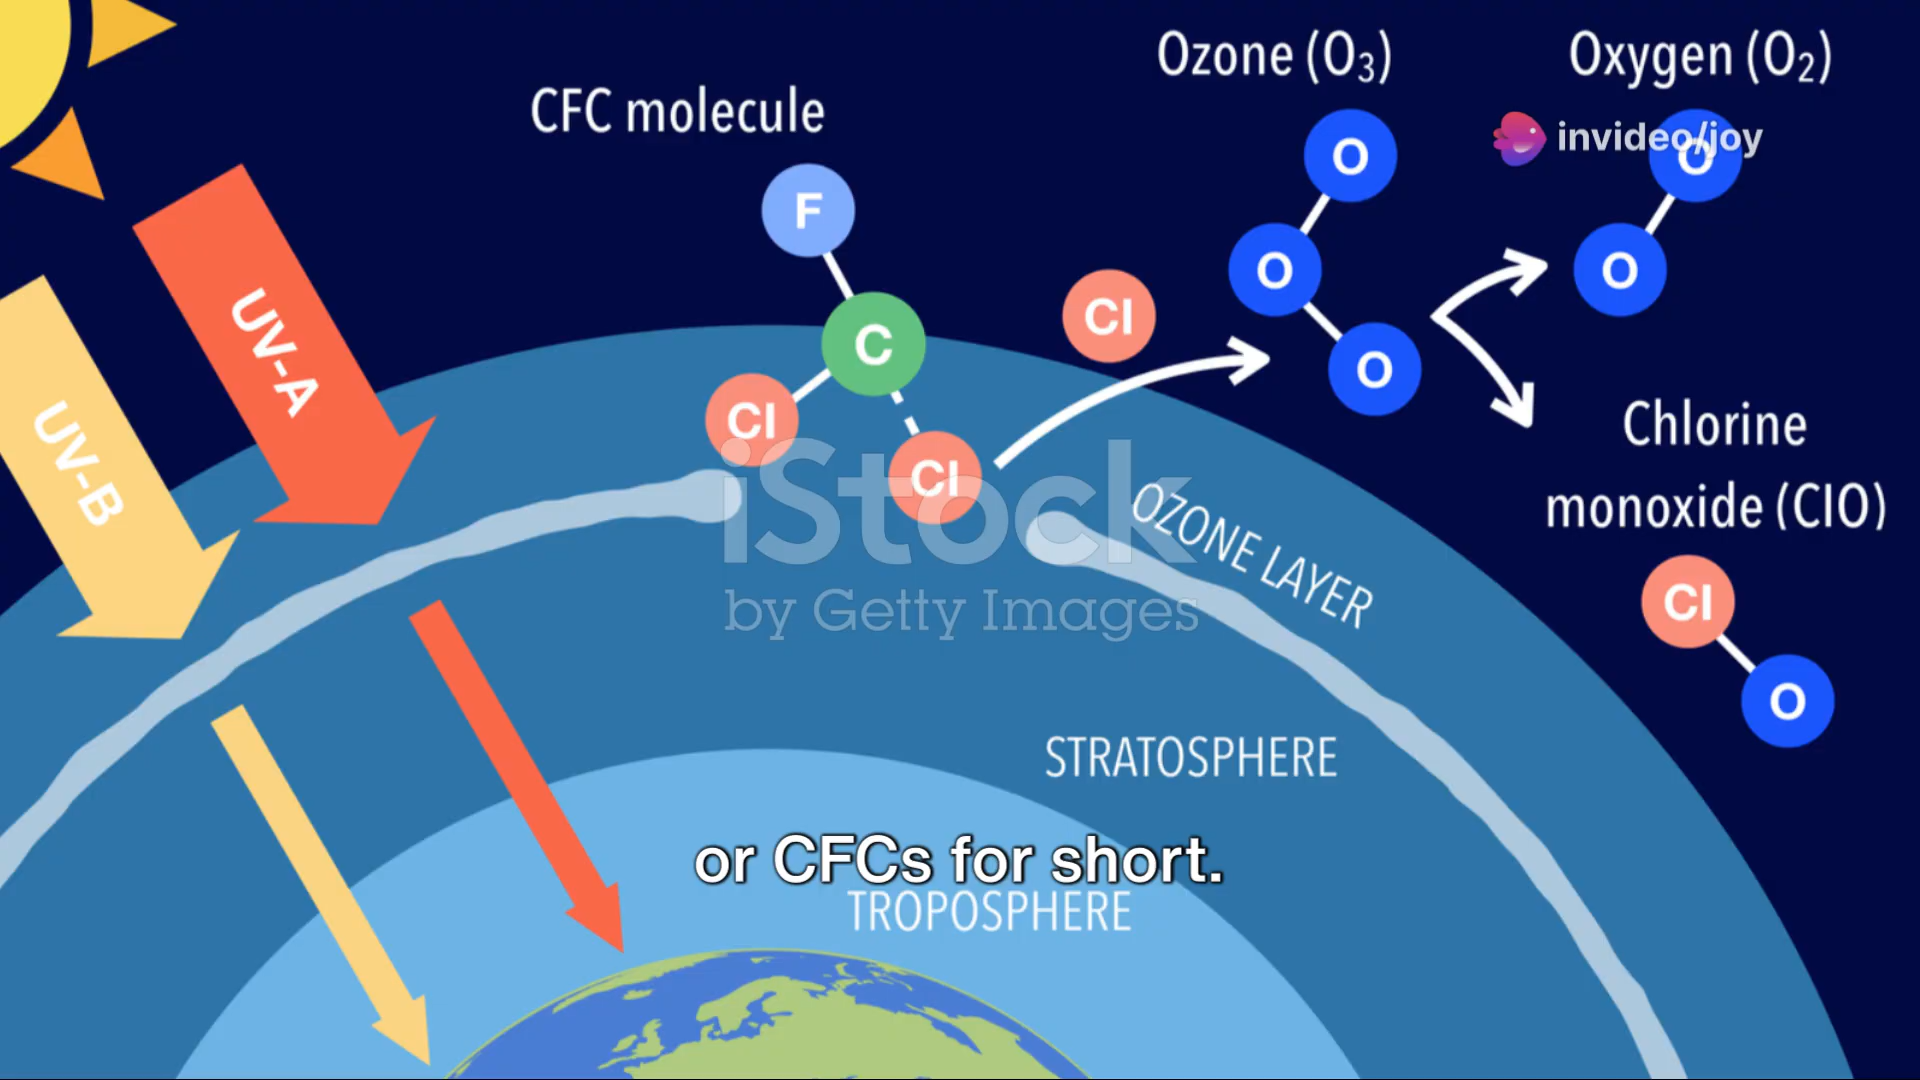 Ozone (O₃)
Oxygen (O₂)
CFC molecule
invideo/joy
O
O
F
O
O
Cl
UV-A
C
O
Cl
Cl
UV-B
Chlorine
monoxide (ClO)
iStock
by Getty Images
OZONE LAYER
Cl
O
STRATOSPHERE
or CFCs for short.
TROPOSPHERE